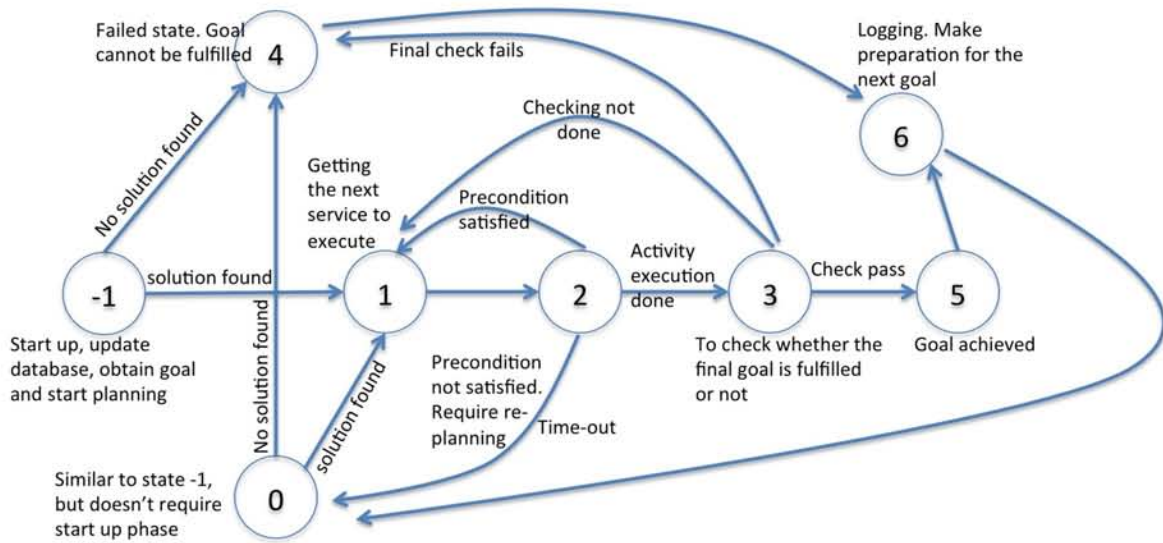 Failed state. Goal
cannot be fulfilled
4
Final check fails
Logging. Make
preparation for the
next goal
6
Checking not
done
No solution found
Getting
the next
service to
execute
Precondition
satisfied
Activity
execution
done
-1
solution found
1
2
3
Check pass
5
Start up, update
database, obtain goal
and start planning
No solution found
solution found
Precondition
not satisfied.
Require re-
planning
Time-out
To check whether the
final goal is fulfilled
or not
Goal achieved
Similar to state -1,
but doesn't require
start up phase
0